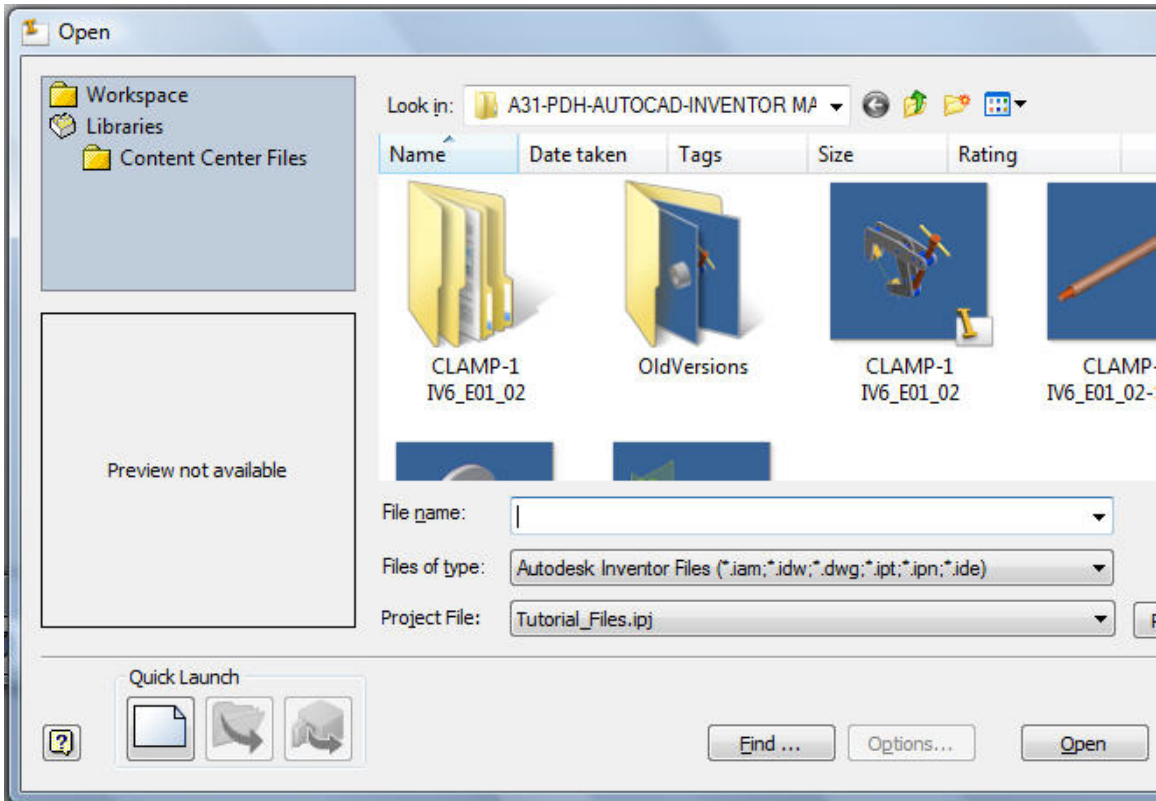 Open
Workspace
Libraries
Content Center Files
Look in: A31-PDH-AUTOCAD-INVENTOR MA
Name Date taken Tags Size Rating
CLAMP-1
IV6_E01_02
OldVersions
CLAMP-1
IV6_E01_02
CLAMP-
IV6_E01_02-
Preview not available
File name:
Files of type: Autodesk Inventor Files (*.iam;*.idw;*.dwg;*.ipt;*.ipn;*.ide)
Project File: Tutorial_Files.ipj
Quick Launch
Find ... Options... Open